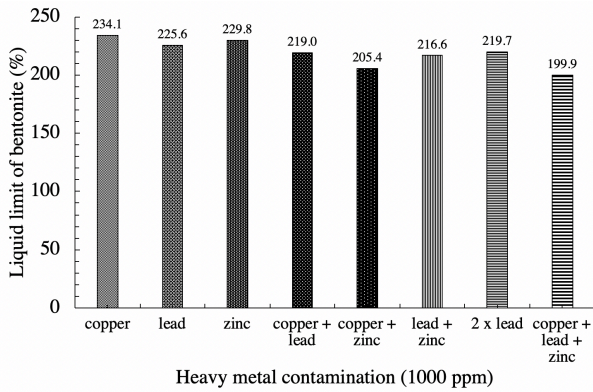 Liquid limit of bentonite (%)
250
200
150
100
50
0
234.1
225.6
229.8
219.0
205.4
216.6
219.7
199.9
copper
lead
zinc
copper +
lead
copper +
zinc
lead +
zinc
2 x lead
copper +
lead +
zinc
Heavy metal contamination (1000 ppm)